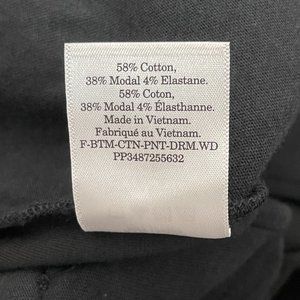 58% Cotton,
38% Modal 4% Elastane.
58% Coton,
38% Modal 4% Élasthanne.
Made in Vietnam.
Fabriqué au Vietnam.
F-BTM-CTN-PNT-DRM.WD
PP3487255632